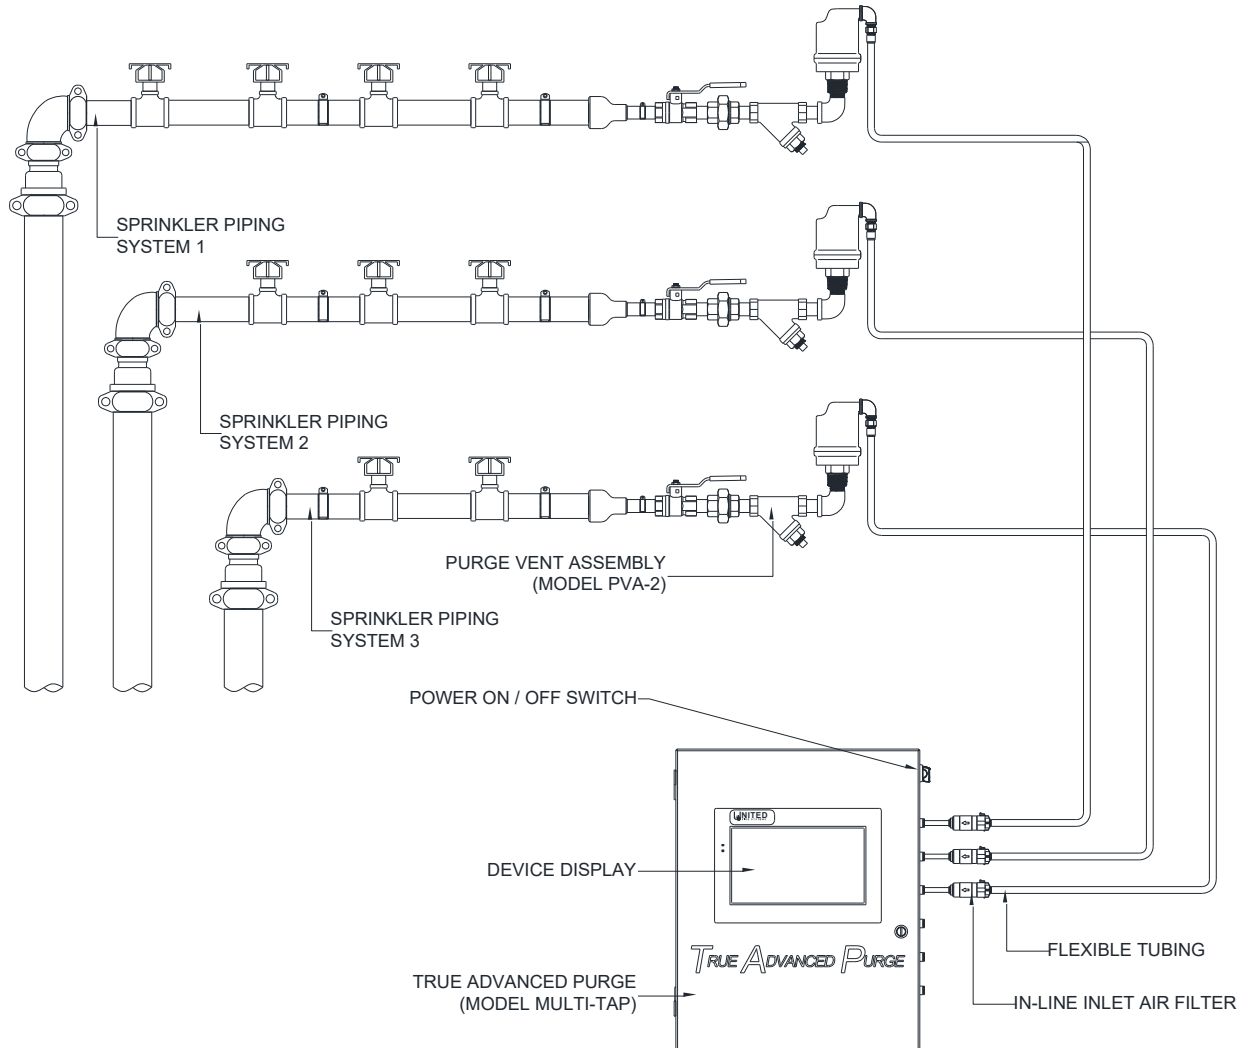 SPRINKLER PIPING
SYSTEM 1
SPRINKLER PIPING
SYSTEM 2
PURGE VENT ASSEMBLY
(MODEL PVA-2)
SPRINKLER PIPING
SYSTEM 3
POWER ON / OFF SWITCH
UNITED
DEVICE DISPLAY
TRUE ADVANCED PURGE
FLEXIBLE TUBING
TRUE ADVANCED PURGE
(MODEL MULTI-TAP)
IN-LINE INLET AIR FILTER